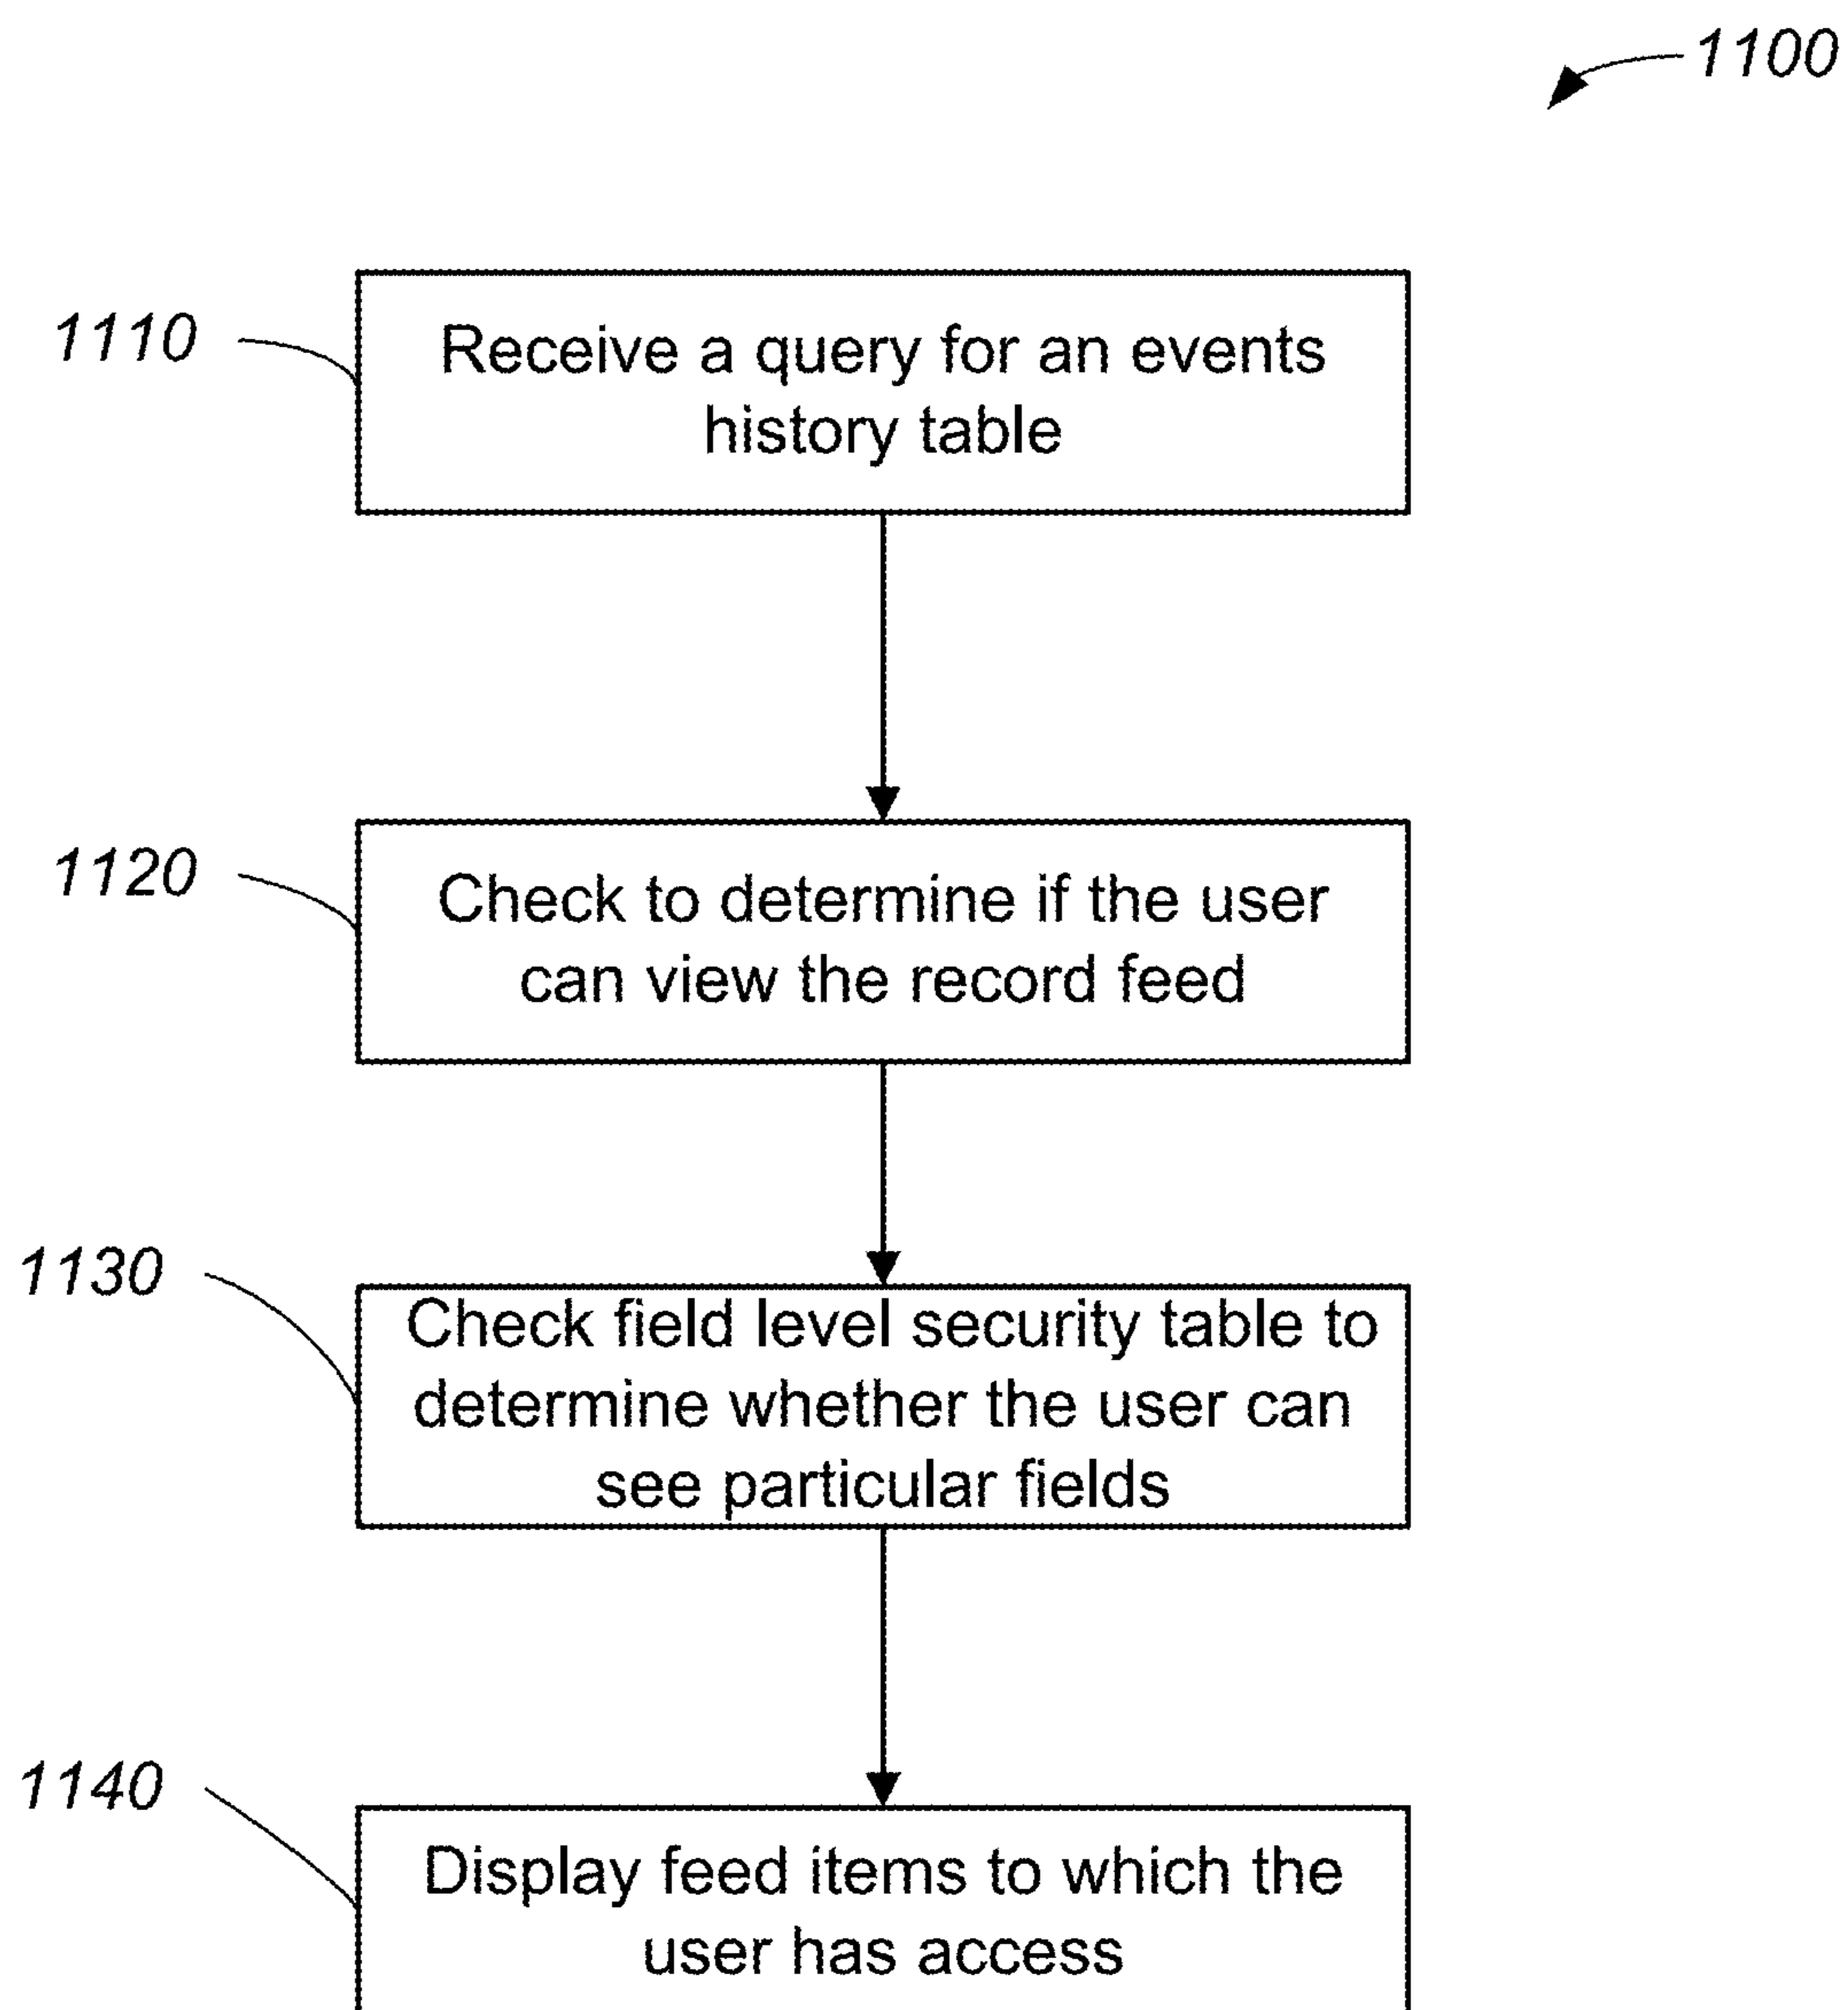 1100
1110
Receive a query for an events
history table
1120
Check to determine if the user
can view the record feed
1130
Check field level security table to
determine whether the user can
see particular fields
1140
Display feed items to which the
user has access